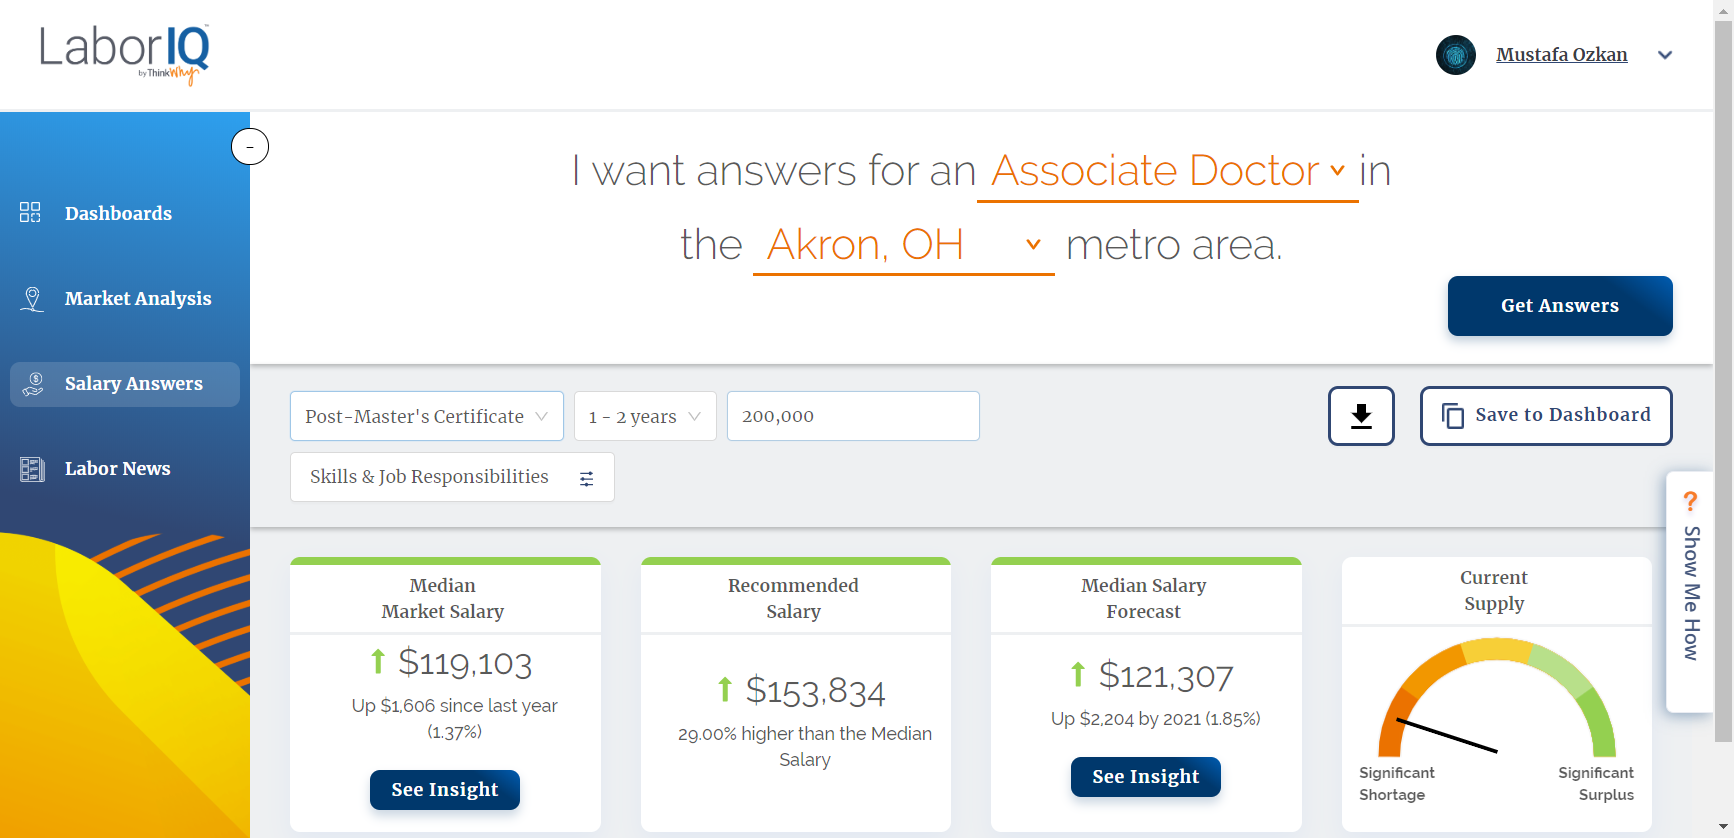 LaborIQ
by ThinkWhy
Mustafa Ozkan
-
Dashboards
Market Analysis
Salary Answers
Labor News
I want answers for an Associate Doctor in
the Akron, OH metro area.
Get Answers
Post-Master's Certificate
1 - 2 years
200,000
Save to Dashboard
Skills & Job Responsibilities
? Show Me How
Median
Market Salary
$119,103
Up $1,606 since last year
(1.37%)
See Insight
Recommended
Salary
$153,834
29.00% higher than the Median
Salary
Median Salary
Forecast
$121,307
Up $2,204 by 2021 (1.85%)
See Insight
Current
Supply
Significant
Shortage
Significant
Surplus